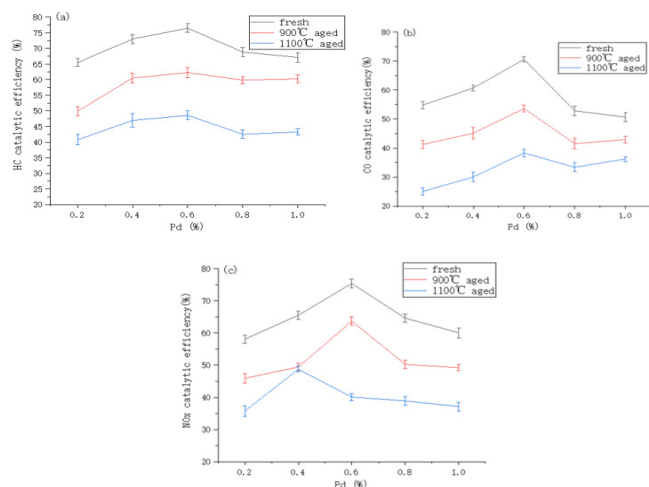 (a)
fresh
900℃ aged
1100℃ aged
HC catalytic efficiency (%)
80
75
70
65
60
55
50
45
40
35
30
25
20
0.2 0.4 0.6 0.8 1.0
Pd (%)
(b)
fresh
900℃ aged
1100℃ aged
CO catalytic efficiency(%)
80
70
60
50
40
30
20
0.2 0.4 0.6 0.8 1.0
Pd (%)
(c)
fresh
900℃ aged
1100℃ aged
NOx catalytic efficiency(%)
80
70
60
50
40
30
20
0.2 0.4 0.6 0.8 1.0
Pd (%)